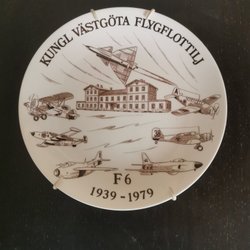 KUNGL VÄSTGÖTA FLYGFLOTTILJ
F6
1939-1979